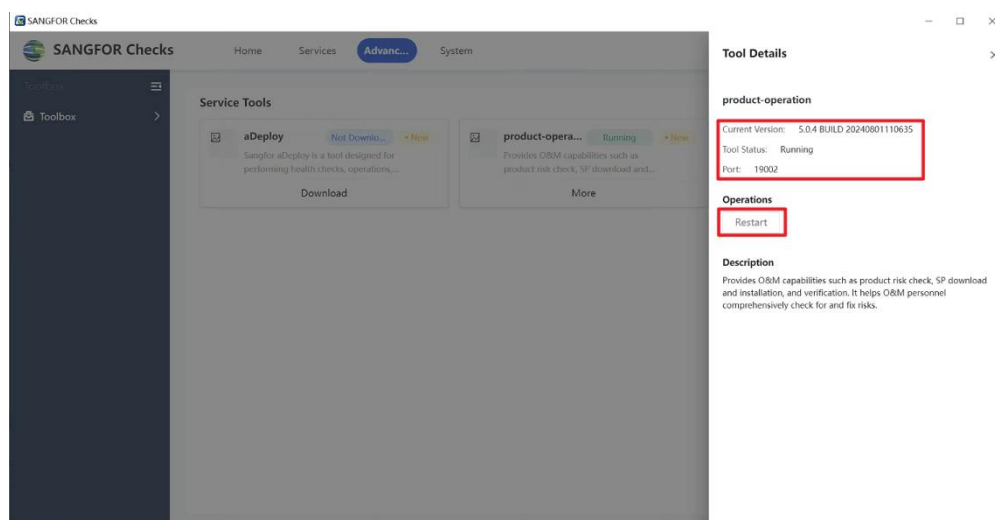 SANGFOR Checks
SANGFOR Checks
Home
Services
Advanc...
System
Toolbox
Toolbox
Service Tools
aDeploy
Not Downlo...
• New
Sangfor aDeploy is a tool designed for
performing health checks, operations,...
Download
product-opera...
Running
• New
Provides O&M capabilities such as
product risk check, SP download and...
More
Tool Details
product-operation
Current Version: 5.0.4 BUILD 20240801110635
Tool Status: Running
Port: 19002
Operations
Restart
Description
Provides O&M capabilities such as product risk check, SP download
and installation, and verification. It helps O&M personnel
comprehensively check for and fix risks.